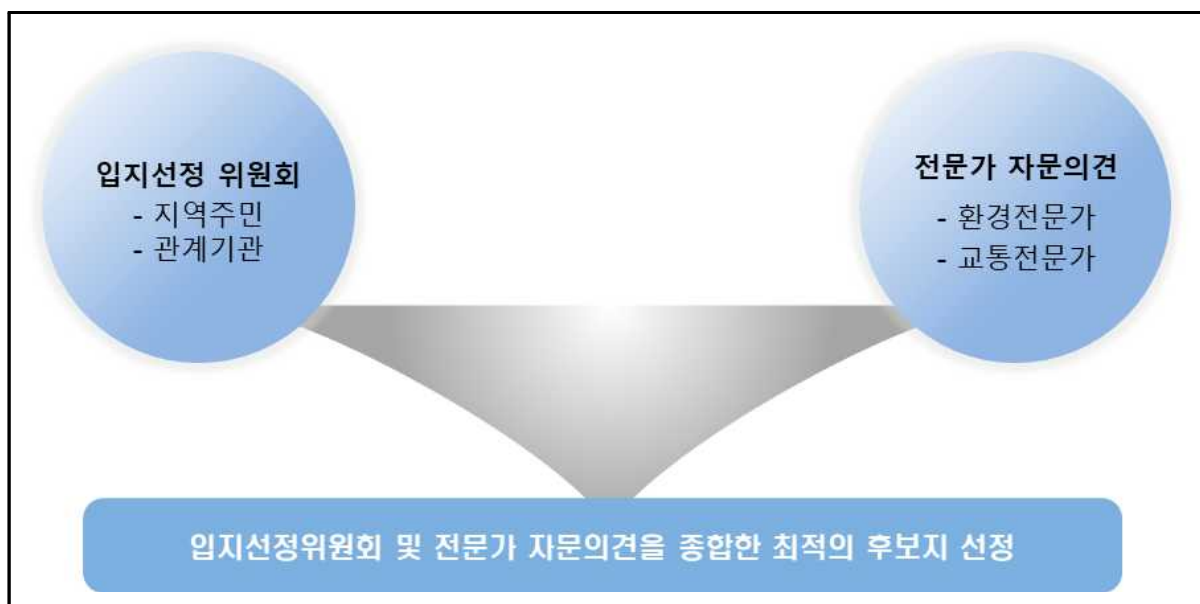 입지선정 위원회
- 지역주민
- 관계기관
전문가 자문의견
- 환경전문가
- 교통전문가
입지선정위원회 및 전문가 자문의견을 종합한 최적의 후보지 선정